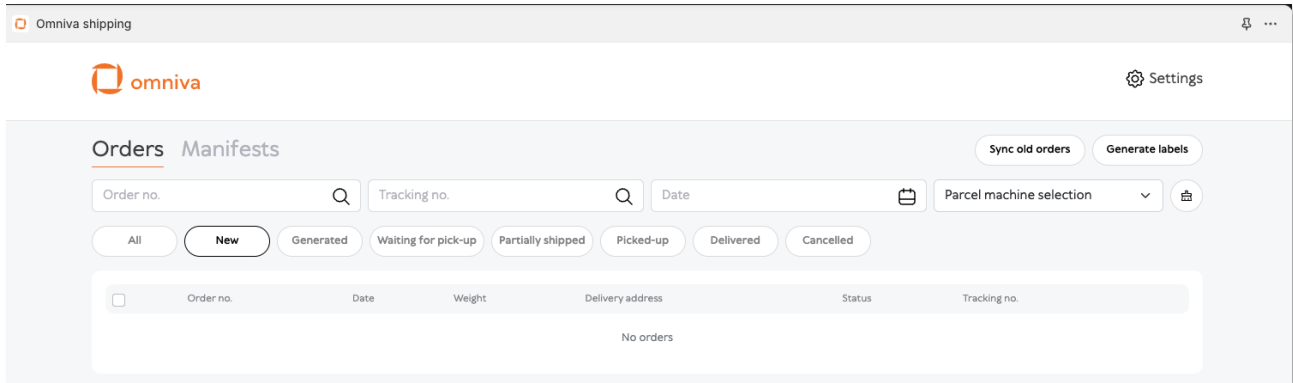 Omniva shipping
omniva
Settings
Orders Manifests
Sync old orders Generate labels
Order no. Tracking no. Date Parcel machine selection
All New Generated Waiting for pick-up Partially shipped Picked-up Delivered Cancelled
Order no. Date Weight Delivery address Status Tracking no.
No orders